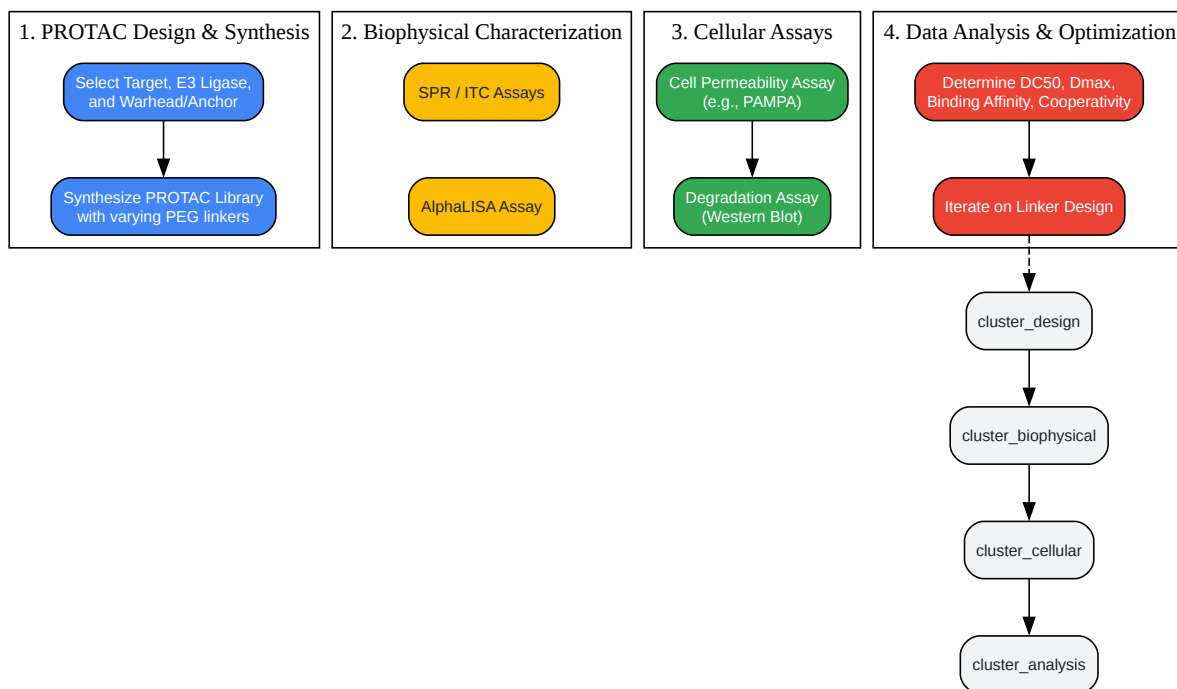 1. PROTAC Design & Synthesis
Select Target, E3 Ligase,
and Warhead/Anchor
Synthesize PROTAC Library
with varying PEG linkers
2. Biophysical Characterization
SPR / ITC Assays
AlphaLISA Assay
3. Cellular Assays
Cell Permeability Assay
(e.g., PAMPA)
Degradation Assay
(Western Blot)
4. Data Analysis & Optimization
Determine DC50, Dmax,
Binding Affinity, Cooperativity
Iterate on Linker Design
cluster_design
cluster_biophysical
cluster_cellular
cluster_analysis